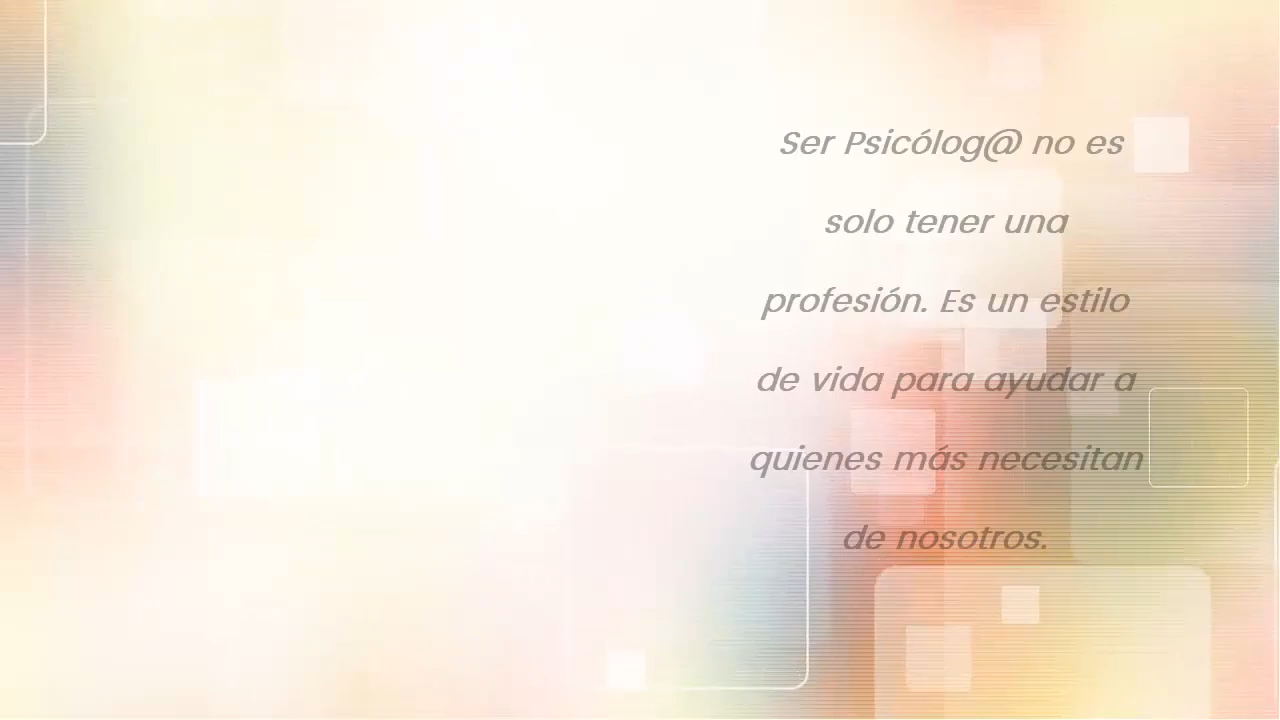 Ser Psicólog@ no es
solo tener una
profesión. Es un estilo
de vida para ayudar a
quienes más necesitan
de nosotros.